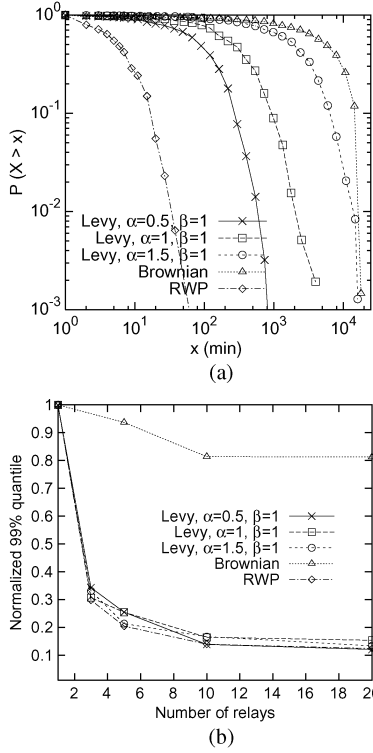 10^0
10^-1
10^-2
10^-3
P (X > x)
Levy, α=0.5, β=1
Levy, α=1, β=1
Levy, α=1.5, β=1
Brownian
RWP
10^0 10^1 10^2 10^3 10^4
x (min)
(a)
1
0.9
0.8
0.7
0.6
0.5
0.4
0.3
0.2
0.1
Normalized 99% quantile
Levy, α=0.5, β=1
Levy, α=1, β=1
Levy, α=1.5, β=1
Brownian
RWP
2 4 6 8 10 12 14 16 18 20
Number of relays
(b)